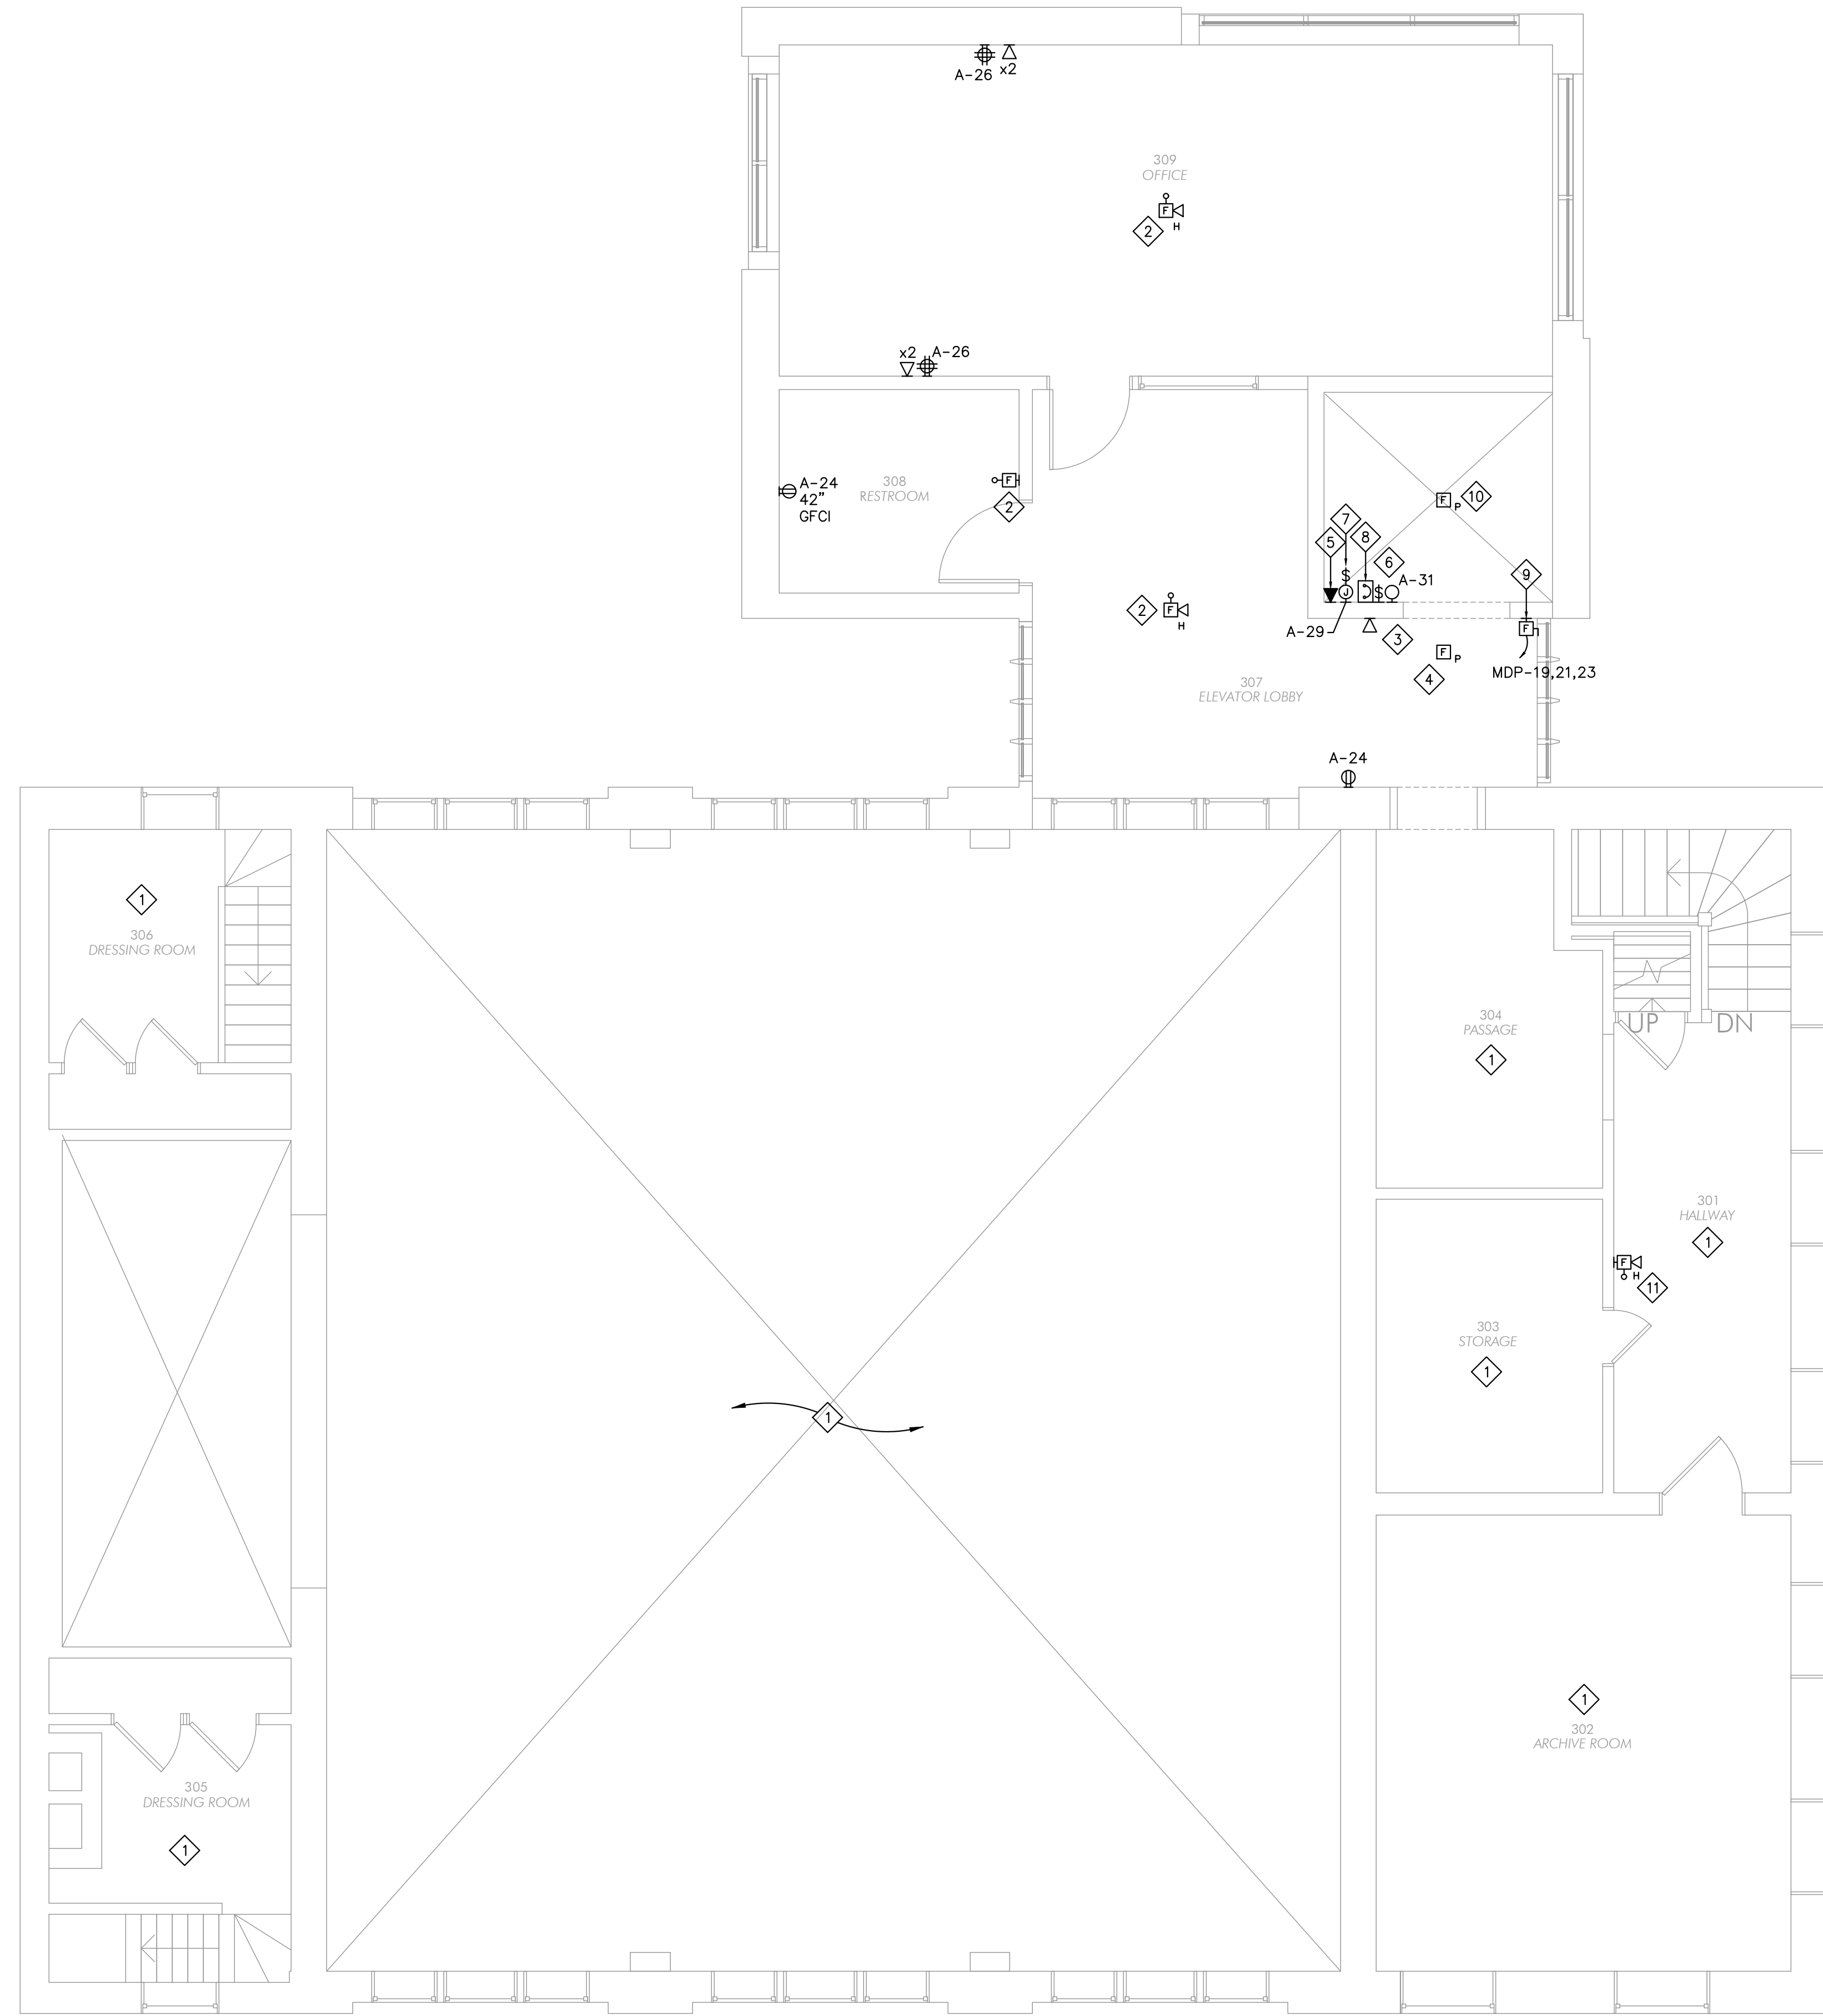 A-26
x2
309
OFFICE
F
H
2
x2
A-26
A-24
42"
GFCI
308
RESTROOM
F
2
F
P
10
7
5
8
6
$
J
$
A-31
9
2
F
H
A-29
3
F
F
P
4
MDP-19,21,23
307
ELEVATOR LOBBY
A-24
1
306
DRESSING ROOM
304
PASSAGE
1
UP
DN
301
HALLWAY
1
F
H
11
303
STORAGE
1
1
1
302
ARCHIVE ROOM
305
DRESSING ROOM
1